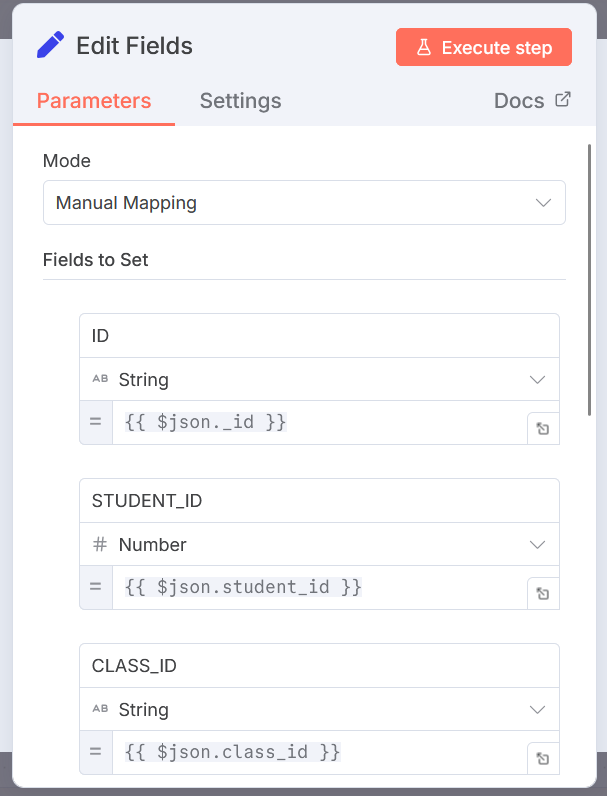 Edit Fields
Execute step
Parameters
Settings
Docs
Mode
Manual Mapping
Fields to Set
ID
AB String
= {{ $json._id }}
STUDENT_ID
# Number
= {{ $json.student_id }}
CLASS_ID
AB String
= {{ $json.class_id }}